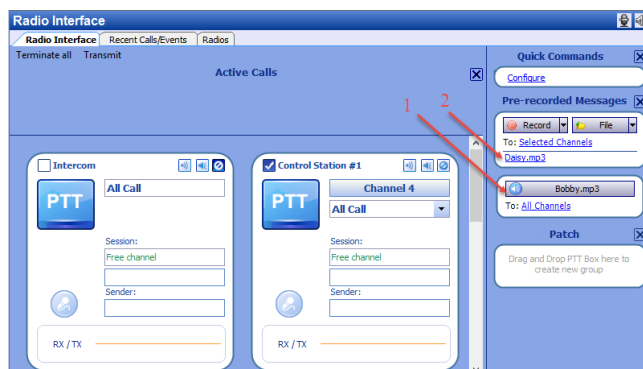 Radio Interface
Radio Interface Recent Calls/Events Radios
Terminate all Transmit
Active Calls
Intercom
PTT
All Call
Session:
Free channel
Sender:
RX / TX
Control Station #1
PTT
Channel 4
All Call
Session:
Free channel
Sender:
RX / TX
Quick Commands
Configure
1 2
Pre-recorded Messages
Record File
To: Selected Channels
Daisy.mp3
Bobby.mp3
To: All Channels
Patch
Drag and Drop PTT Box here to
create new group